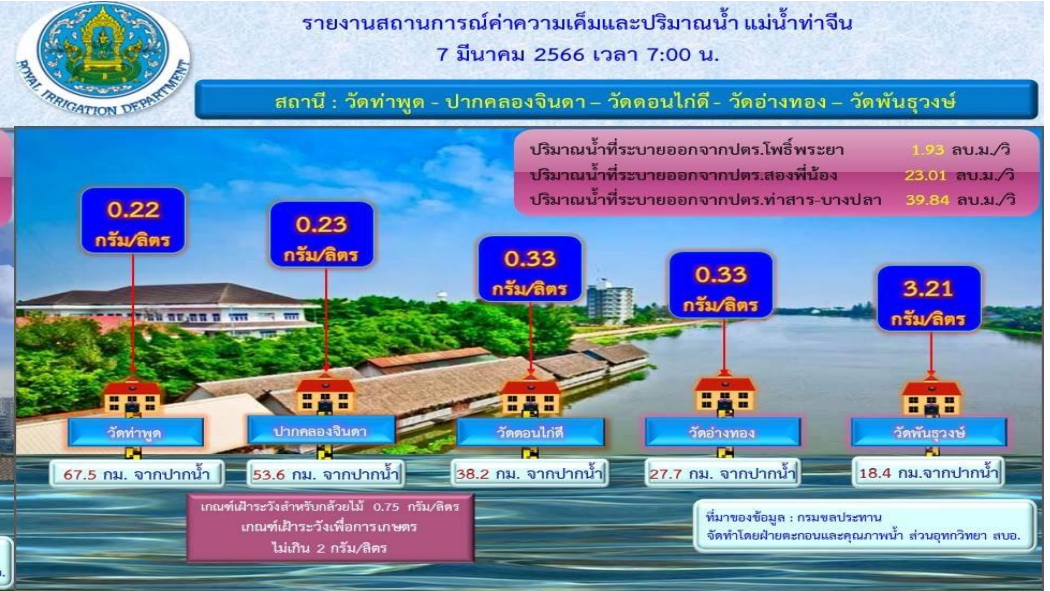 รายงานสถานการณ์ค่าความเค็มและปริมาณน้ำ แม่น้ำท่าจีน
7 มีนาคม 2566 เวลา 7:00 น.
ROYAL IRRIGATION DEPARTMENT
สถานี : วัดท่าพูด - ปากคลองจินดา – วัดดอนไก่ดี - วัดอ่างทอง – วัดพันธุวงษ์
ปริมาณน้ำที่ระบายออกจากปตร.โพธิ์พระยา 1.93 ลบ.ม./วิ
ปริมาณน้ำที่ระบายออกจากปตร.สองพี่น้อง 23.01 ลบ.ม./วิ
ปริมาณน้ำที่ระบายออกจากปตร.ท่าสาร-บางปลา 39.84 ลบ.ม./วิ
0.22
กรัม/ลิตร
0.23
กรัม/ลิตร
0.33
กรัม/ลิตร
0.33
กรัม/ลิตร
3.21
กรัม/ลิตร
วัดท่าพูด
ปากคลองจินดา
วัดดอนไก่ดี
วัดอ่างทอง
วัดพันธุวงษ์
67.5 กม. จากปากน้ำ
53.6 กม. จากปากน้ำ
38.2 กม. จากปากน้ำ
27.7 กม. จากปากน้ำ
18.4 กม.จากปากน้ำ
เกณฑ์เฝ้าระวังสำหรับกล้วยไม้ 0.75 กรัม/ลิตร
เกณฑ์เฝ้าระวังเพื่อการเกษตร
ไม่เกิน 2 กรัม/ลิตร
ที่มาของข้อมูล : กรมชลประทาน
จัดทำโดยฝ่ายตะกอนและคุณภาพน้ำ ส่วนอุทกวิทยา สบอ.